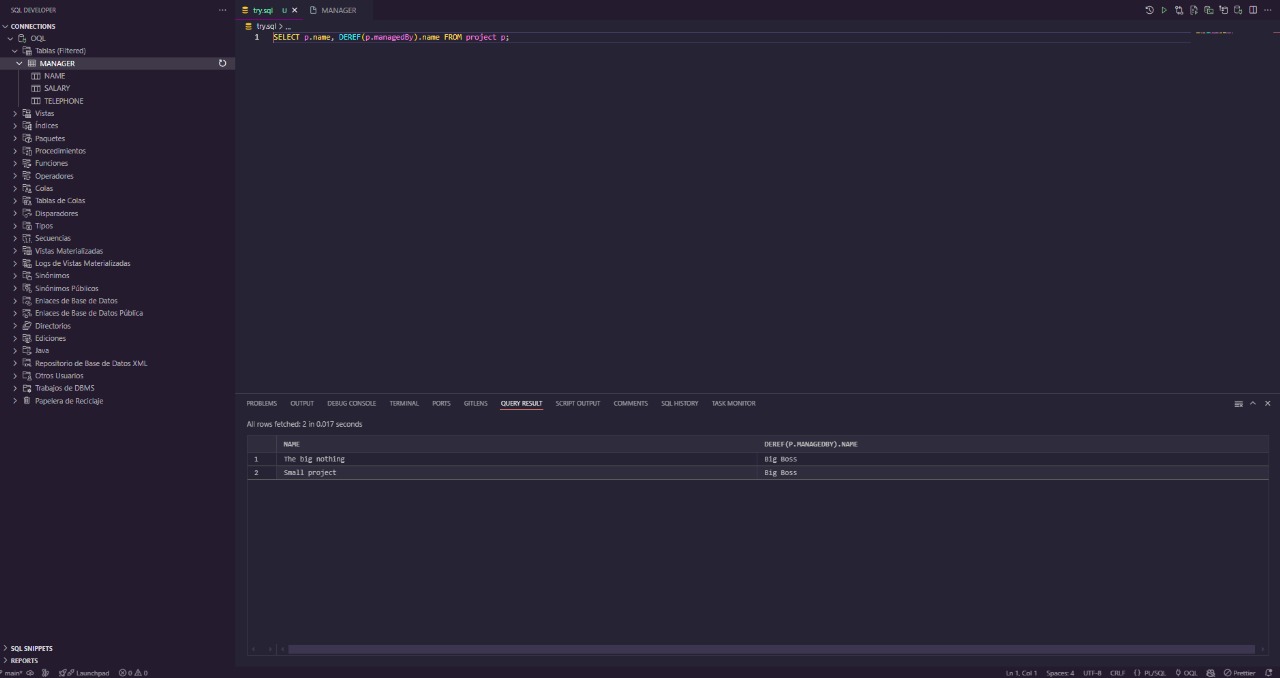 SQL DEVELOPER
try.sql U
MANAGER
CONNECTIONS
try.sql > ...
OQL
1 SELECT p.name, DEREF(p.managedBy).name FROM project p;
Tablas (Filtered)
MANAGER
NAME
SALARY
TELEPHONE
Vistas
Índices
Paquetes
Procedimientos
Funciones
Operadores
Colas
Tablas de Colas
Disparadores
Tipos
Secuencias
Vistas Materializadas
Logs de Vistas Materializadas
Sinónimos
Sinónimos Públicos
Enlaces de Base de Datos
Enlaces de Base de Datos Pública
Directorios
Ediciones
Java
Repositorio de Base de Datos XML
Otros Usuarios
Trabajos de DBMS
Papelera de Reciclaje
PROBLEMS OUTPUT DEBUG CONSOLE TERMINAL PORTS GITLENS QUERY RESULT SCRIPT OUTPUT COMMENTS SQL HISTORY TASK MONITOR
All rows fetched: 2 in 0.017 seconds
NAME DEREF(P.MANAGEDBY).NAME
1 The big nothing Big Boss
2 Small project Big Boss
SQL SNIPPETS
REPORTS
main* Launchpad 0 0 Ln 1, Col 1 Spaces: 4 UTF-8 CRLF {} PL/SQL OQL Prettier